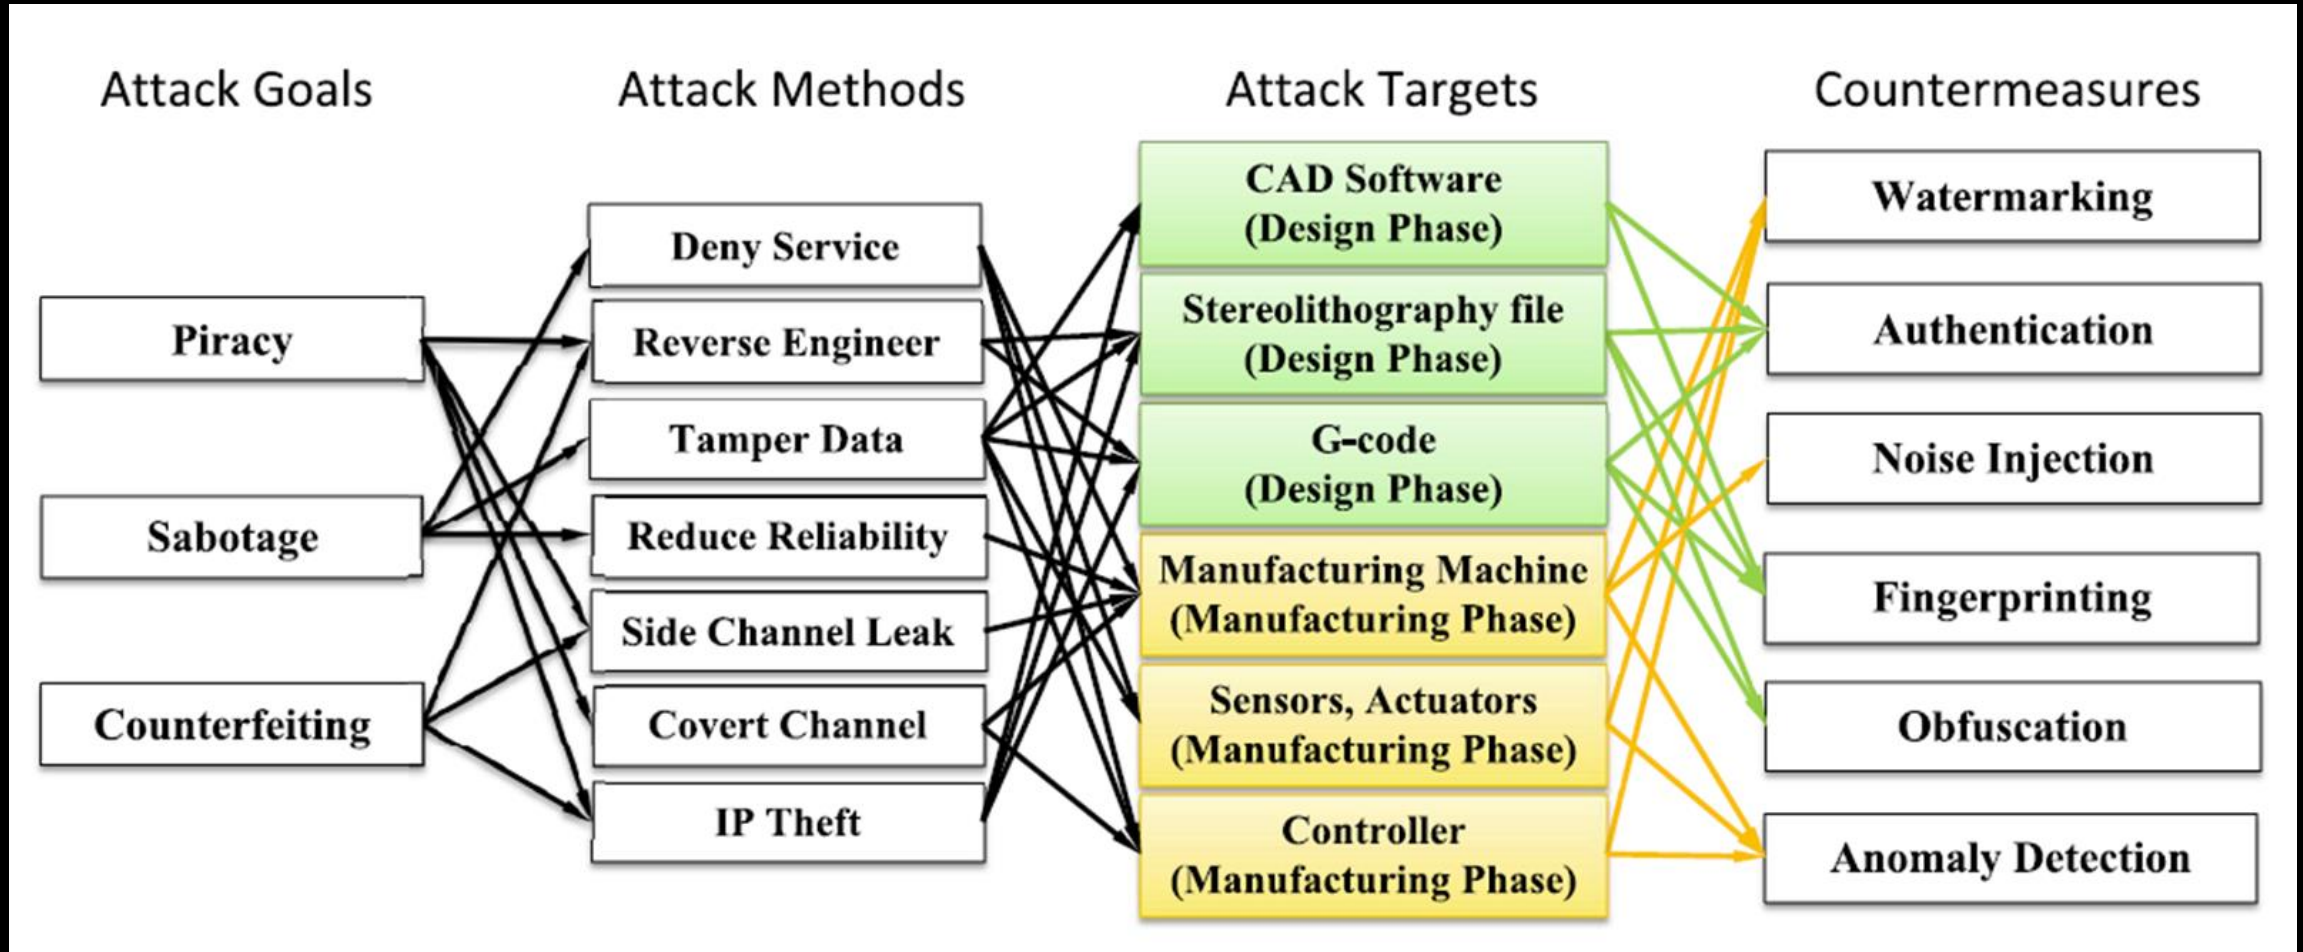 Attack Goals
Attack Methods
Attack Targets
Countermeasures
Piracy
Sabotage
Counterfeiting
Deny Service
Reverse Engineer
Tamper Data
Reduce Reliability
Side Channel Leak
Covert Channel
IP Theft
CAD Software
(Design Phase)
Stereolithography file
(Design Phase)
G-code
(Design Phase)
Manufacturing Machine
(Manufacturing Phase)
Sensors, Actuators
(Manufacturing Phase)
Controller
(Manufacturing Phase)
Watermarking
Authentication
Noise Injection
Fingerprinting
Obfuscation
Anomaly Detection